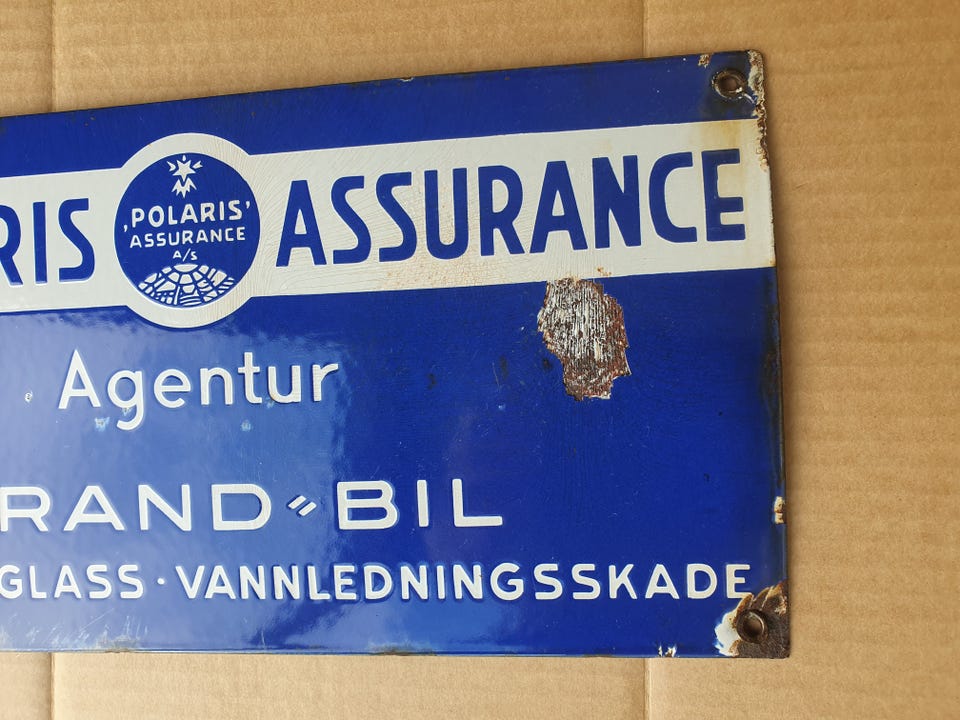 RIS ASSURANCE
‚POLARIS’
ASSURANCE
A/S
Agentur
RAND〃BIL
GLASS · VANNLEDNINGSSKADE